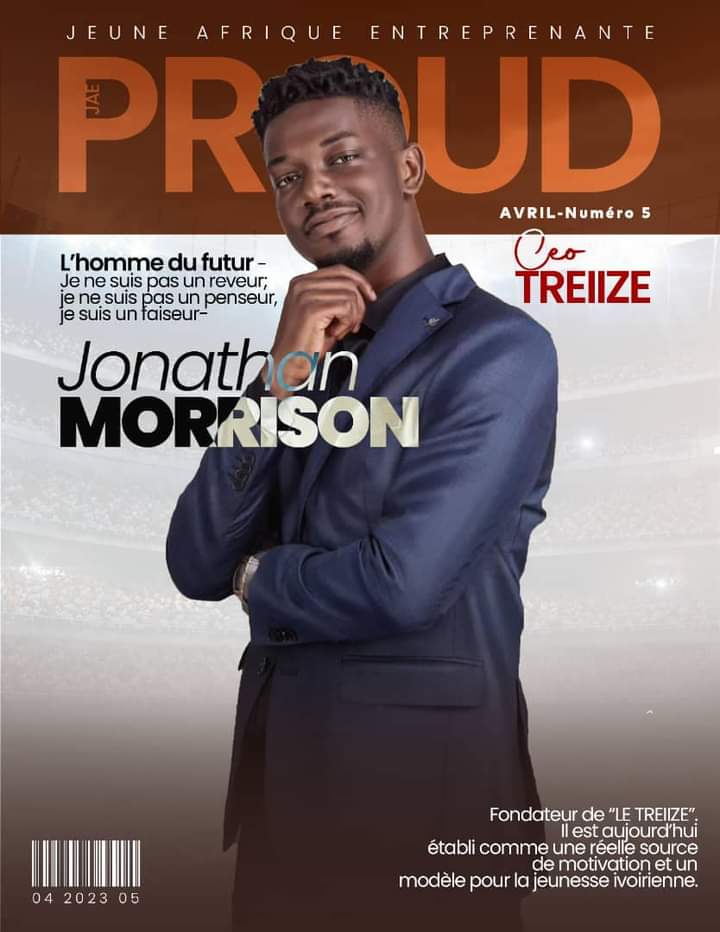 JEUNE AFRIQUE ENTREPRENANTE
JAE
PROUD
AVRIL-Numéro 5
L'homme du futur -
Je ne suis pas un reveur;
je ne suis pas un penseur,
je suis un faiseur-
Ceo
TREIIZE
Jonathan
MORRISON
Fondateur de "LE TREIIZE".
Il est aujourd'hui
établi comme une réelle source
de motivation et un
modèle pour la jeunesse ivoirienne.
04 2023 05